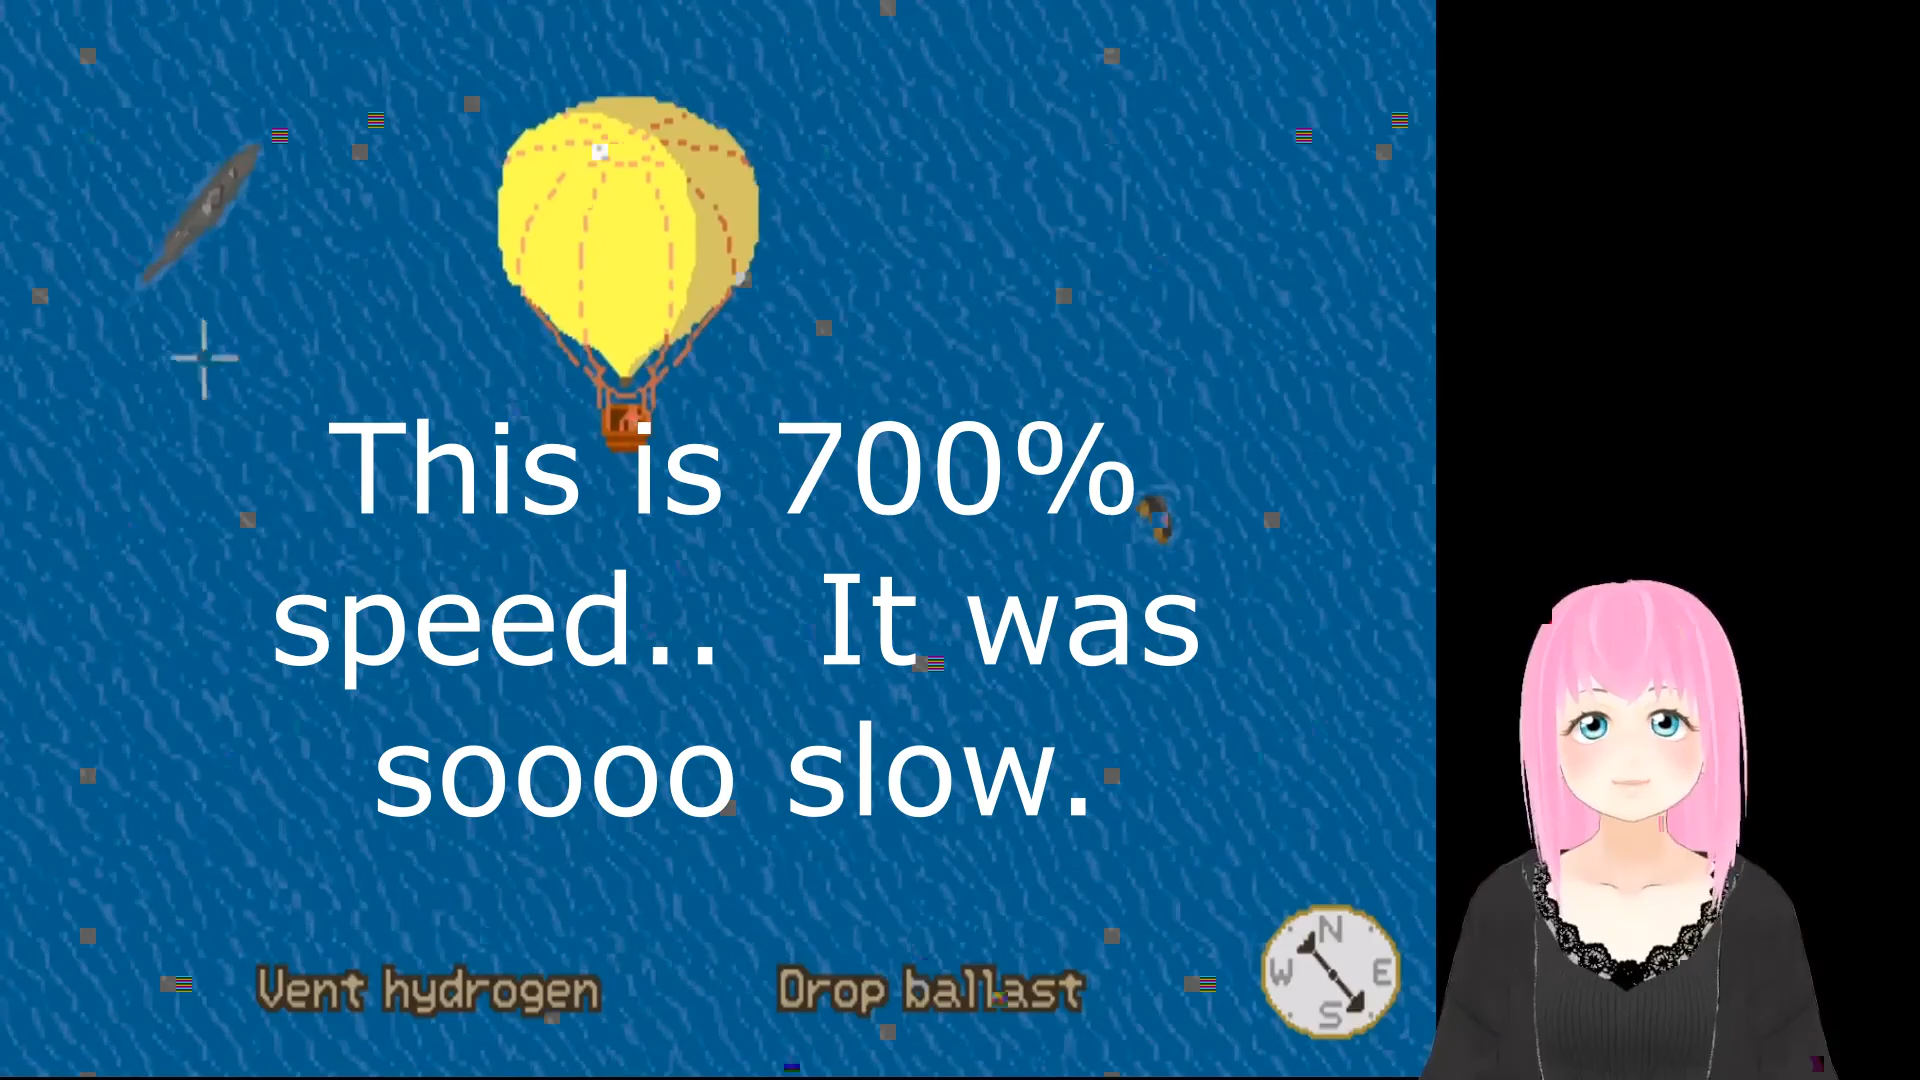 This is 700%
speed.. It was
soooo slow.
Vent hydrogen
Drop ballast
N
W E
S